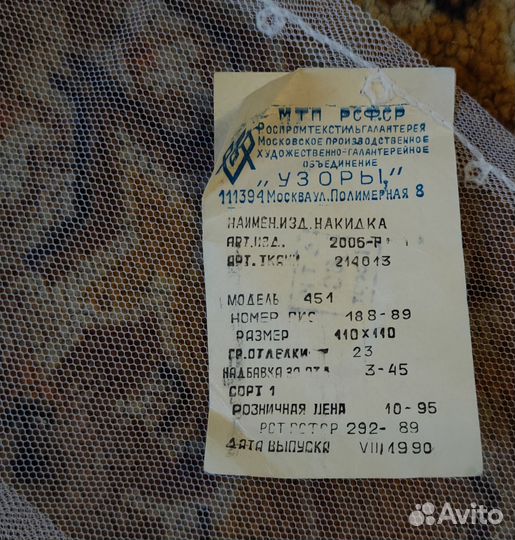 МТП РСФСР
РОСПРОМТЕКСТИЛЬГАЛАНТЕРЕЯ
МОСКОВСКОЕ ПРОИЗВОДСТВЕННОЕ
ХУДОЖЕСТВЕННО-ГАЛАНТЕРЕЙНОЕ
ОБЪЕДИНЕНИЕ
"УЗОРЫ"
111394 МОСКВА УЛ. ПОЛИМЕРНАЯ 8
НАИМЕН.ИЗД. НАКИДКА
АРТ.ИЗД. 2006-
АРТ. ТКАНИ 214013
МОДЕЛЬ 451
НОМЕР 188-89
РАЗМЕР 110х110
ГР.ОТДЕЛКИ 23
НАДБАВКА 3-45
СОРТ 1
РОЗНИЧНАЯ ЦЕНА 10-95
РСТ РСФСР 292-89
ДАТА ВЫПУСКА VIII 1990
Avito